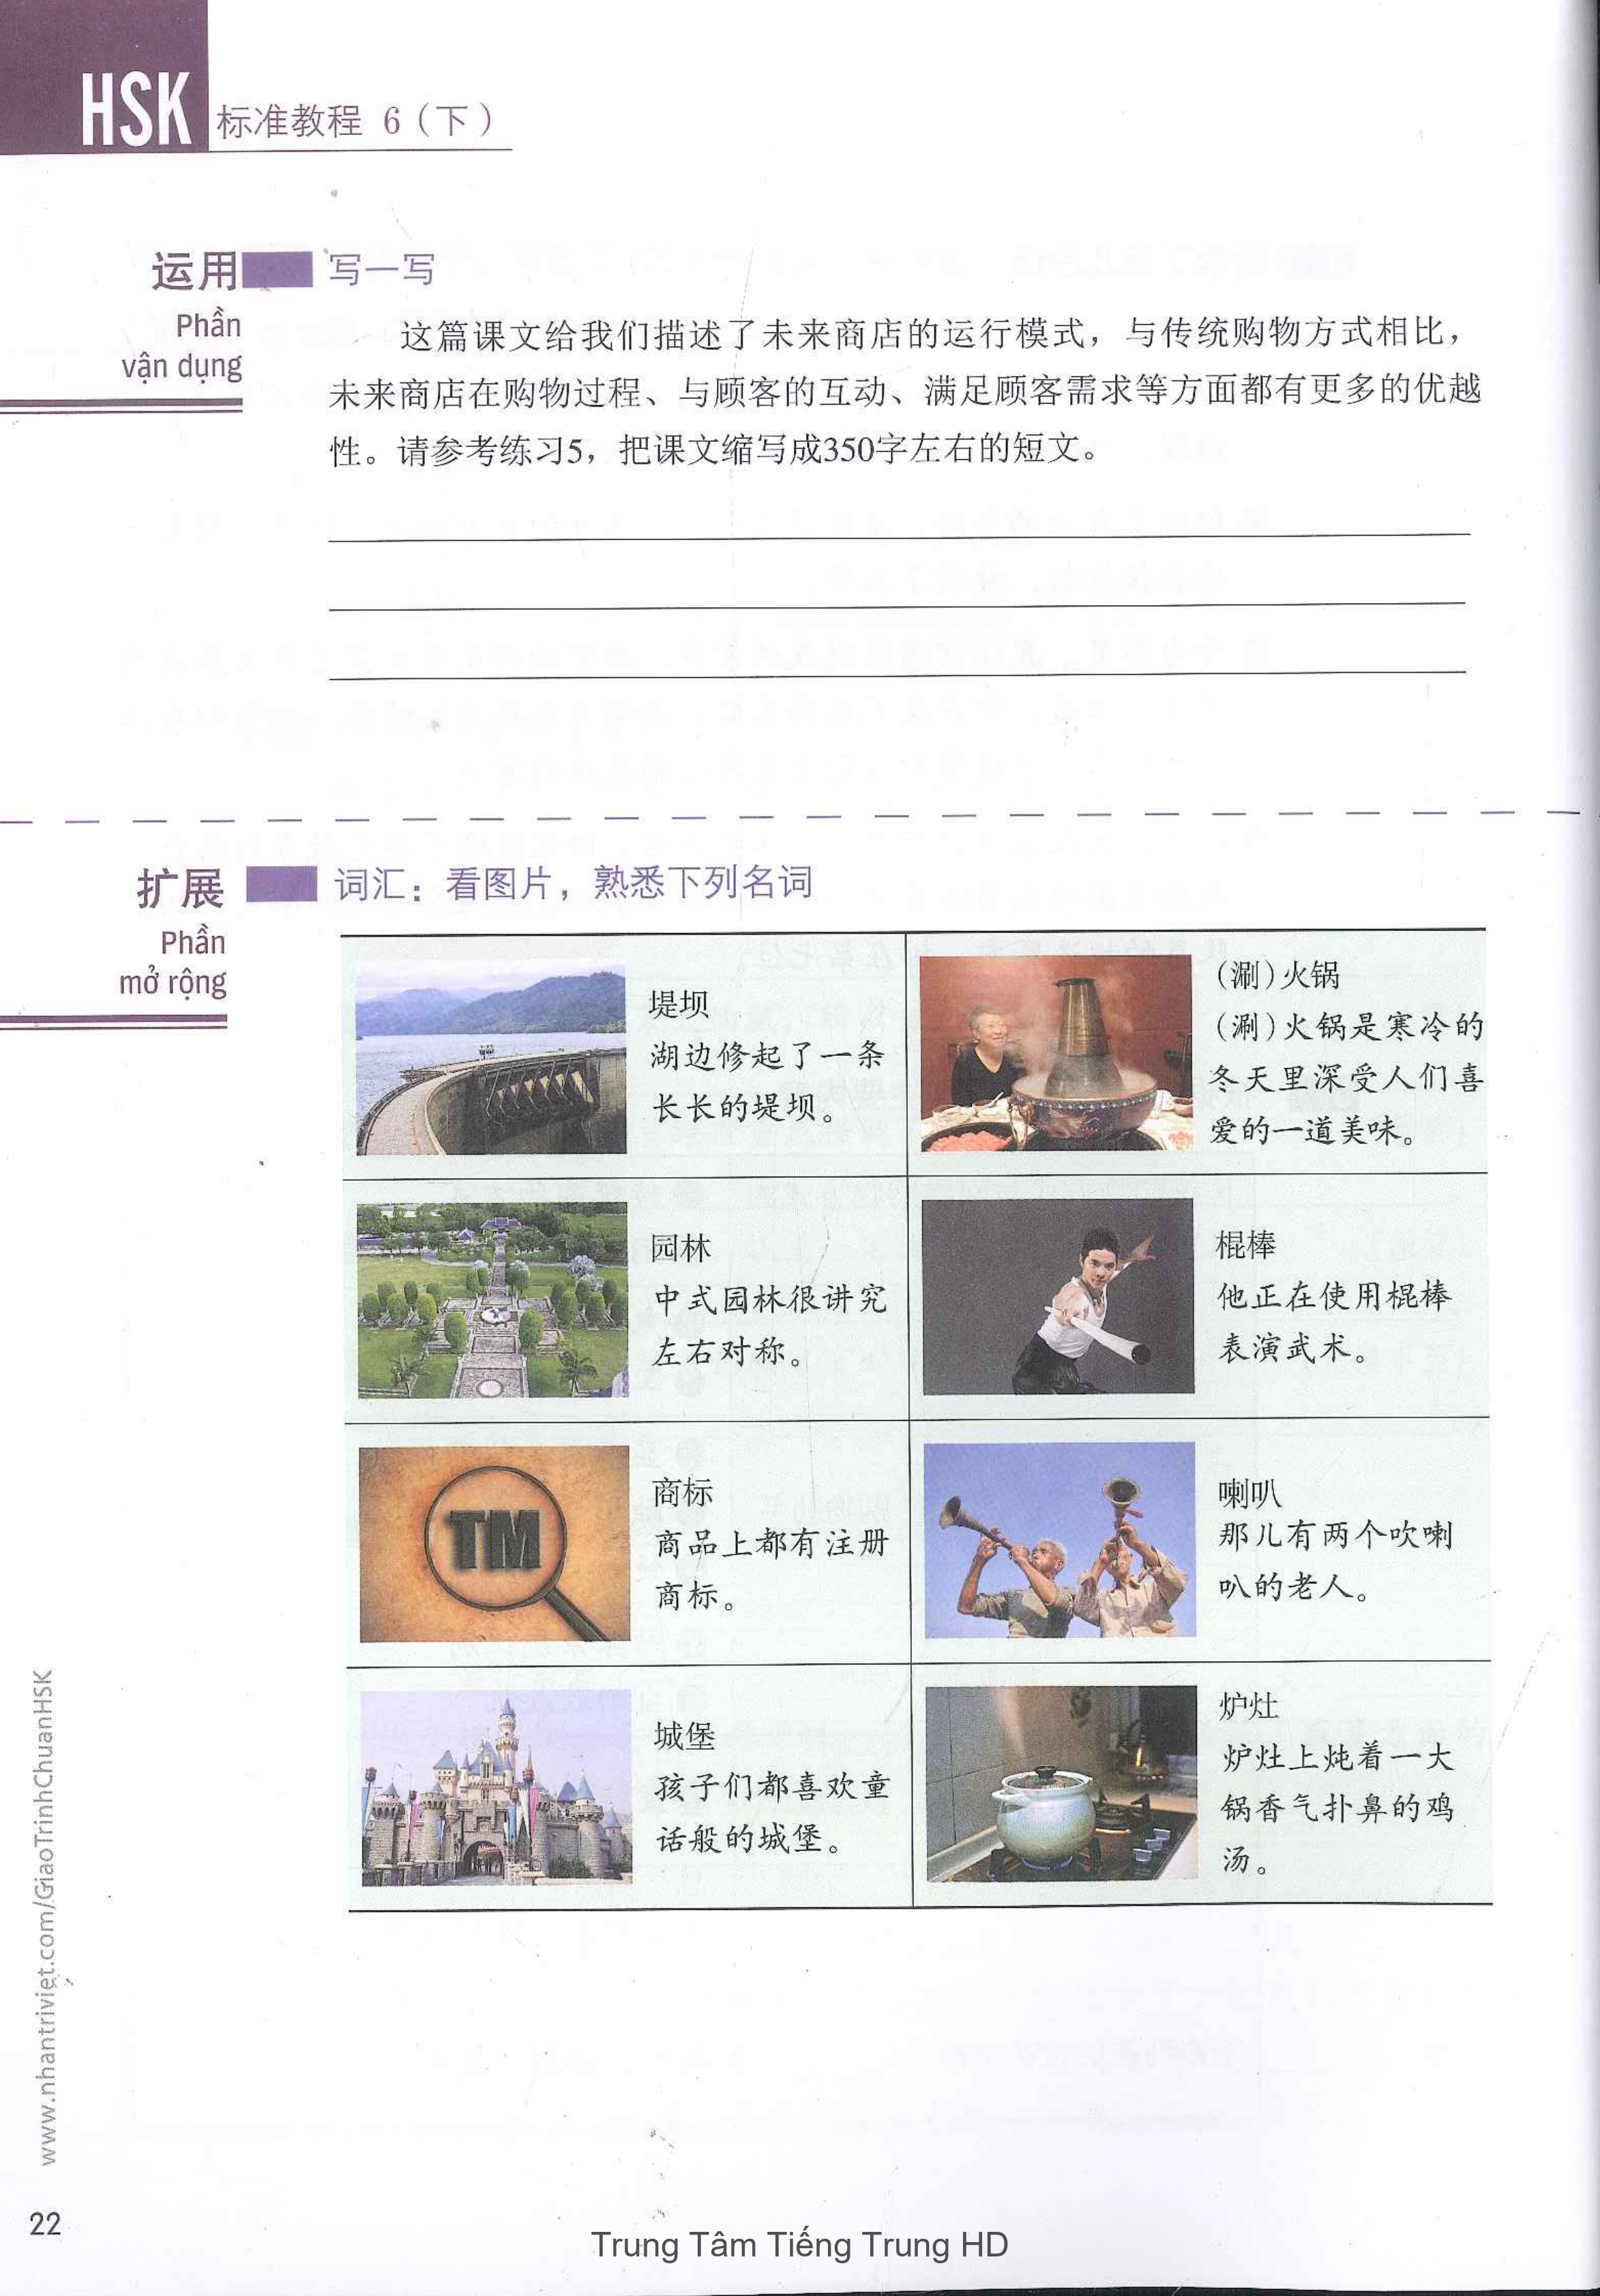 HSK 标准教程 6（下）
运用 写一写
Phần
vận dụng
这篇课文给我们描述了未来商店的运行模式，与传统购物方式相比，
未来商店在购物过程、与顾客的互动、满足顾客需求等方面都有更多的优越
性。请参考练习5，把课文缩写成350字左右的短文。
扩展 词汇：看图片，熟悉下列名词
Phần
mở rộng
堤坝
湖边修起了一条
长长的堤坝。
（涮）火锅
（涮）火锅是寒冷的
冬天里深受人们喜
爱的一道美味。
园林
中式园林很讲究
左右对称。
棍棒
他正在使用棍棒
表演武术。
TM
商标
商品上都有注册
商标。
喇叭
那儿有两个吹喇
叭的老人。
城堡
孩子们都喜欢童
话般的城堡。
炉灶
炉灶上炖着一大
锅香气扑鼻的鸡
汤。
www.nhantriviet.com/GiaoTrinhChuanHSK
22
Trung Tâm Tiếng Trung HD